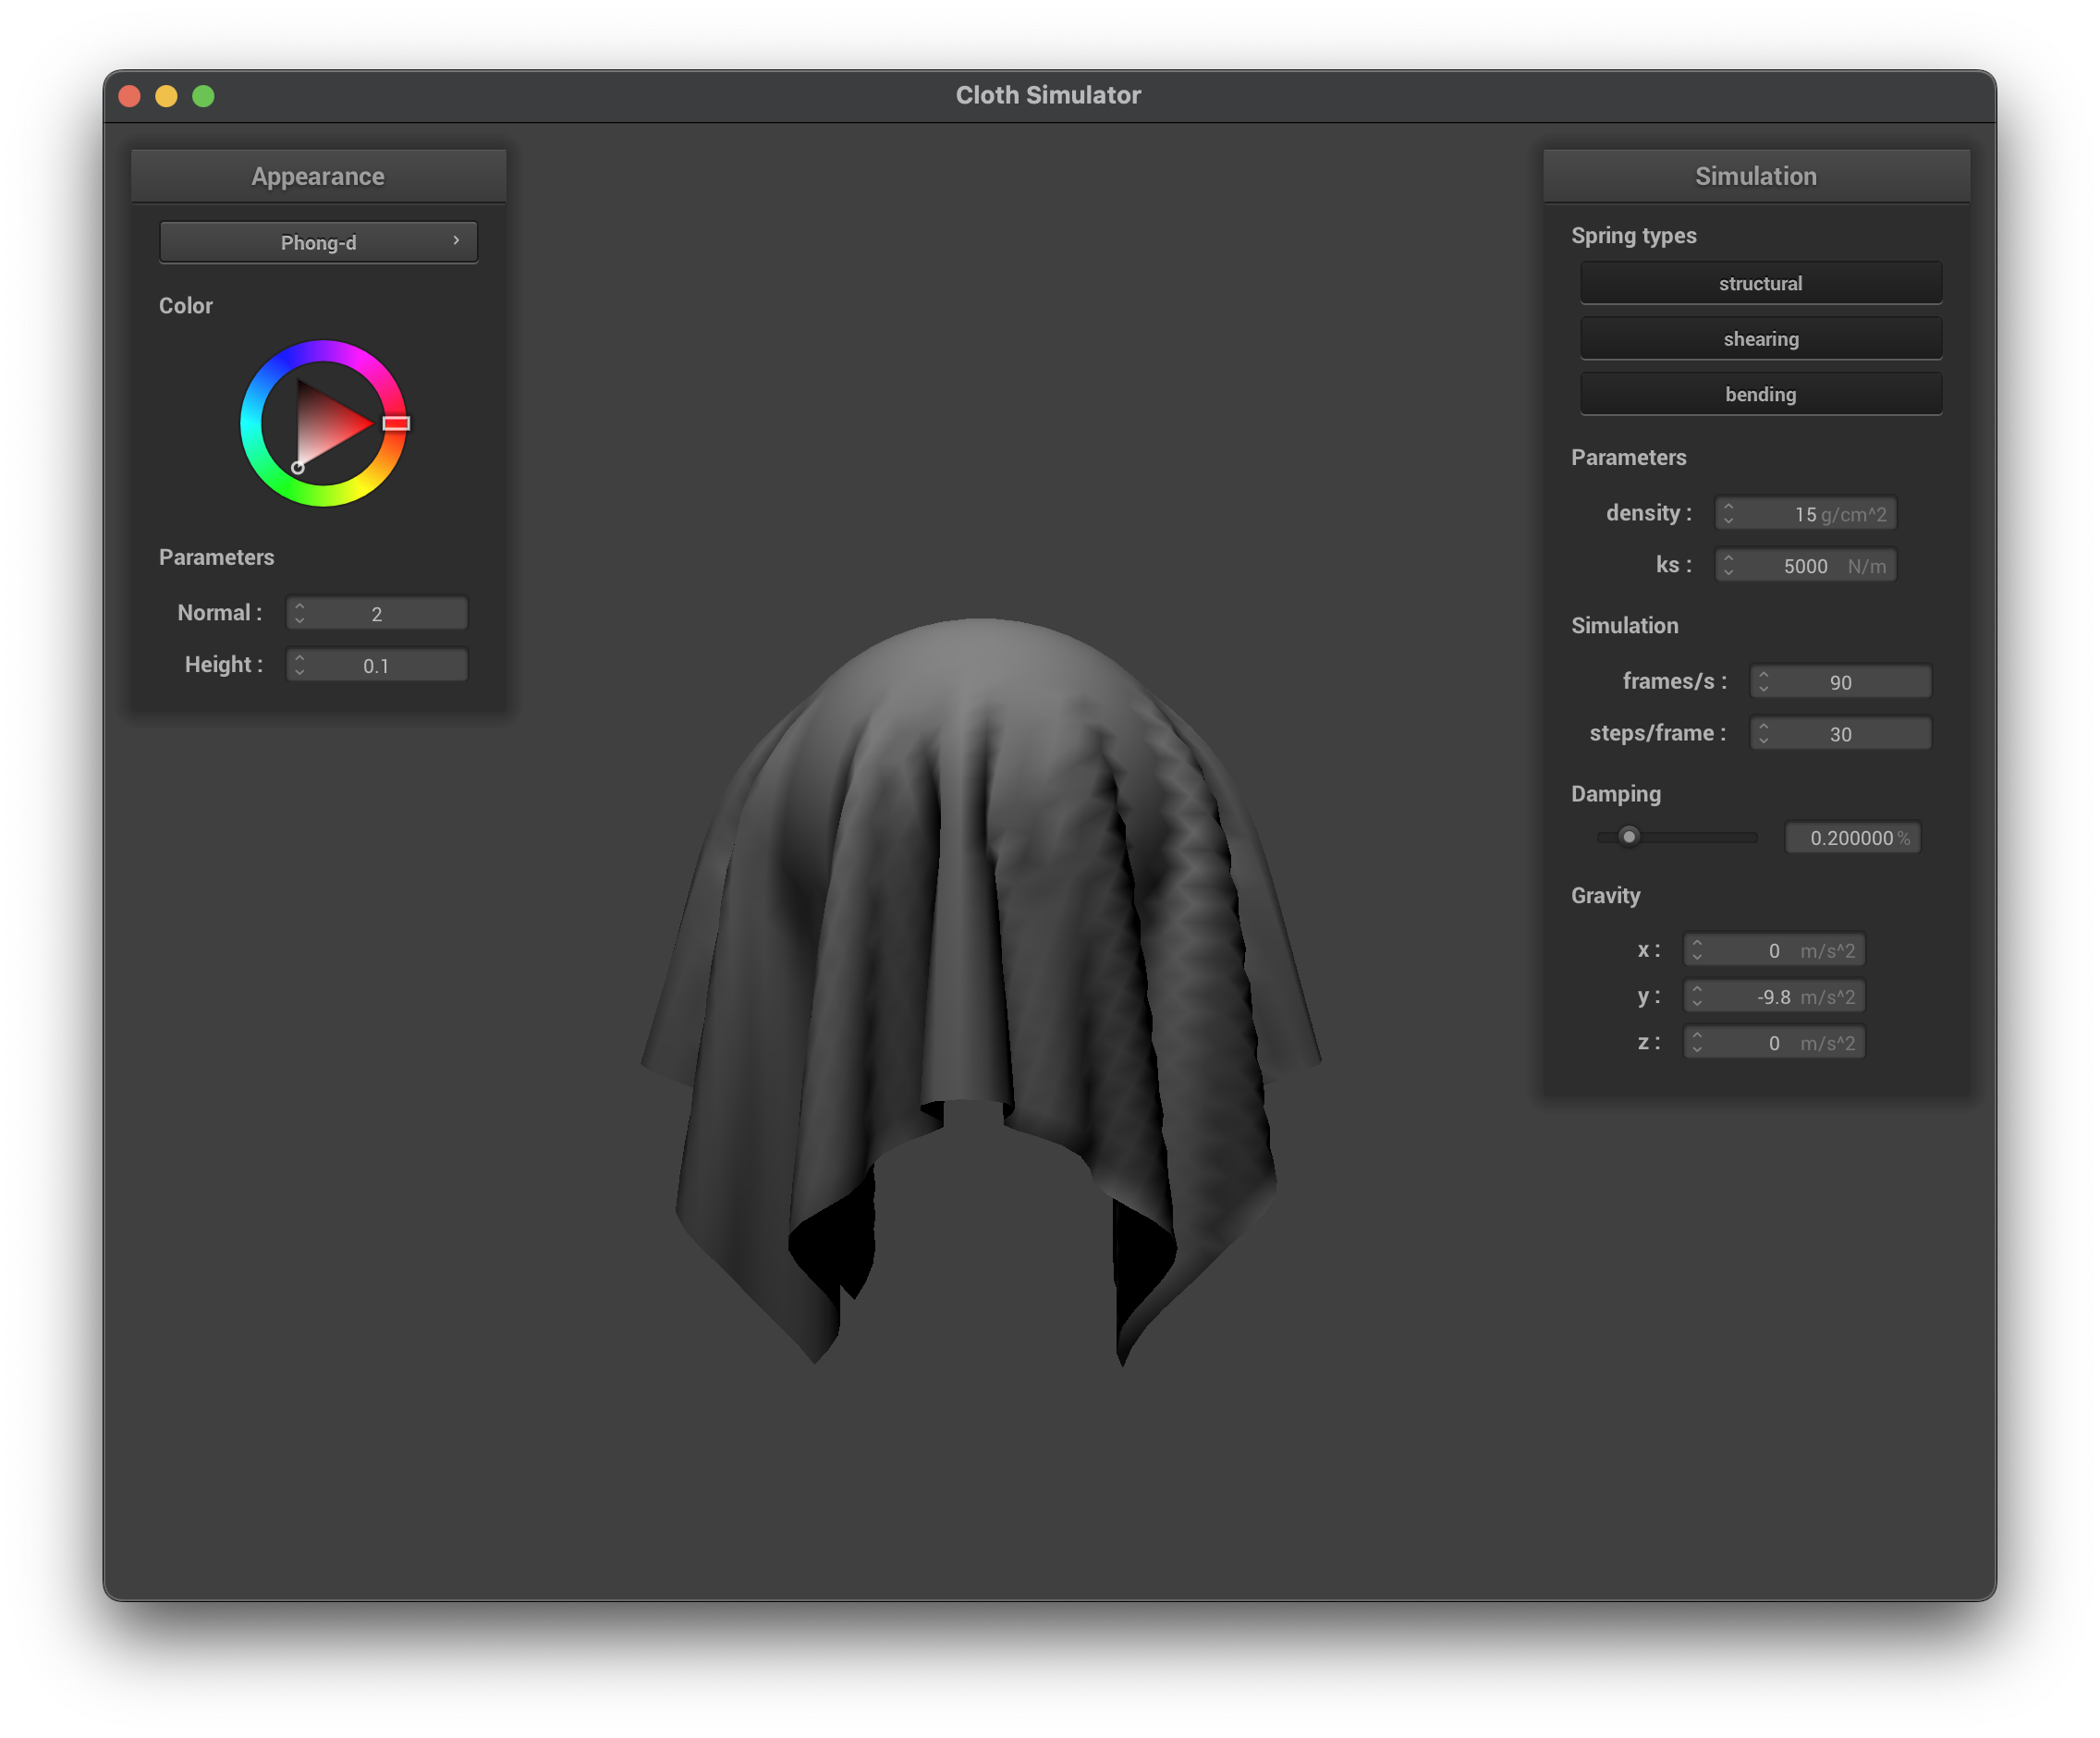 Cloth Simulator
Appearance
Phong-d
Color
Parameters
Normal : 2
Height : 0.1
Simulation
Spring types
structural
shearing
bending
Parameters
density : 15 g/cm^2
ks : 5000 N/m
Simulation
frames/s : 90
steps/frame : 30
Damping
0.200000 %
Gravity
x : 0 m/s^2
y : -9.8 m/s^2
z : 0 m/s^2